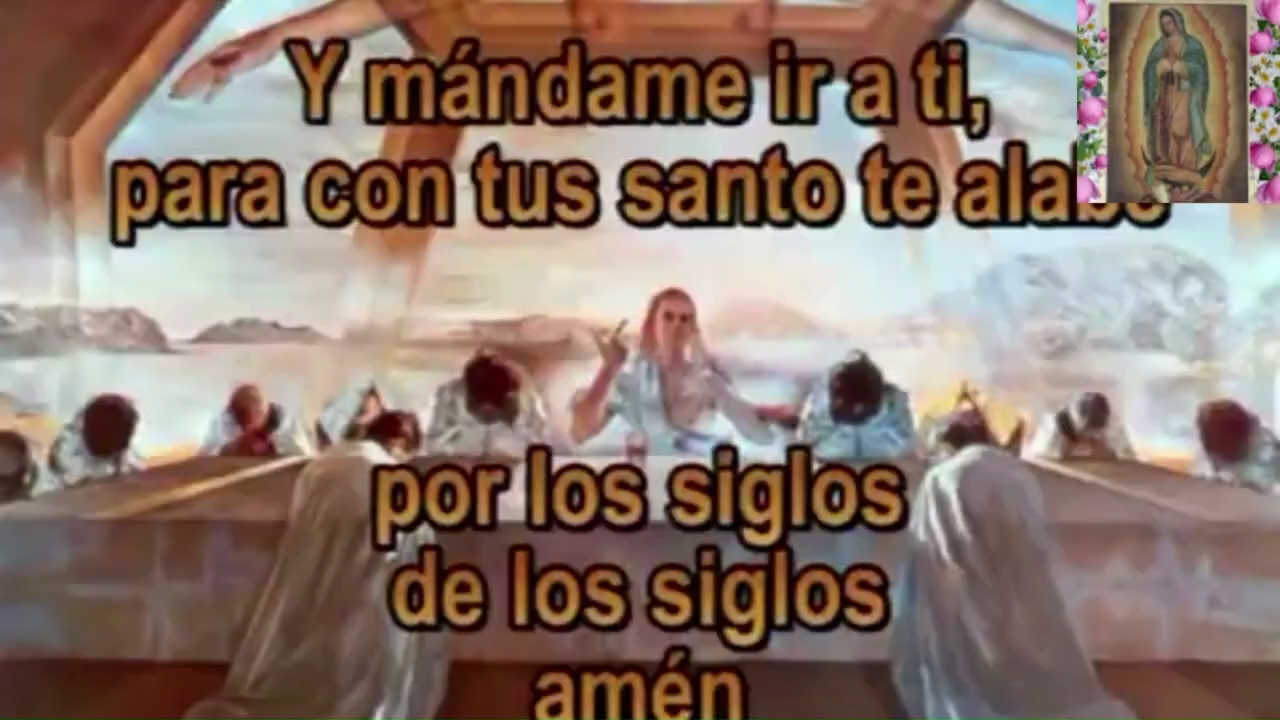 Y mándame ir a ti,
para con tus santo te alabe
por los siglos
de los siglos
amén